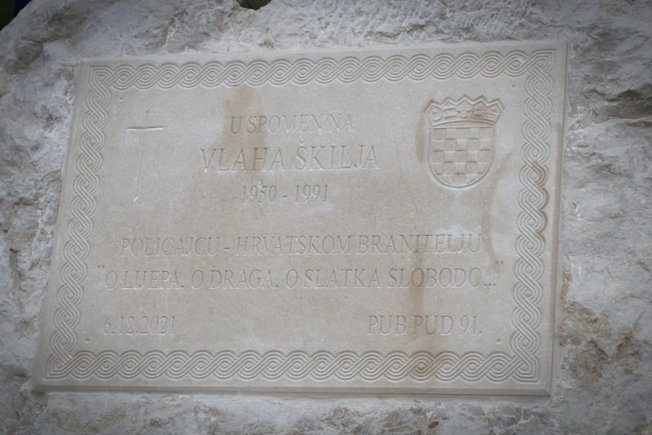 U SPOMEN NA
VLAHA ŠKILJA
1950 - 1991
POLICAJCU - HRVATSKOM BRANITELJU
"O LIJEPA, O DRAGA, O SLATKA SLOBODO..."
6.12.2021
PUB PUD 91.